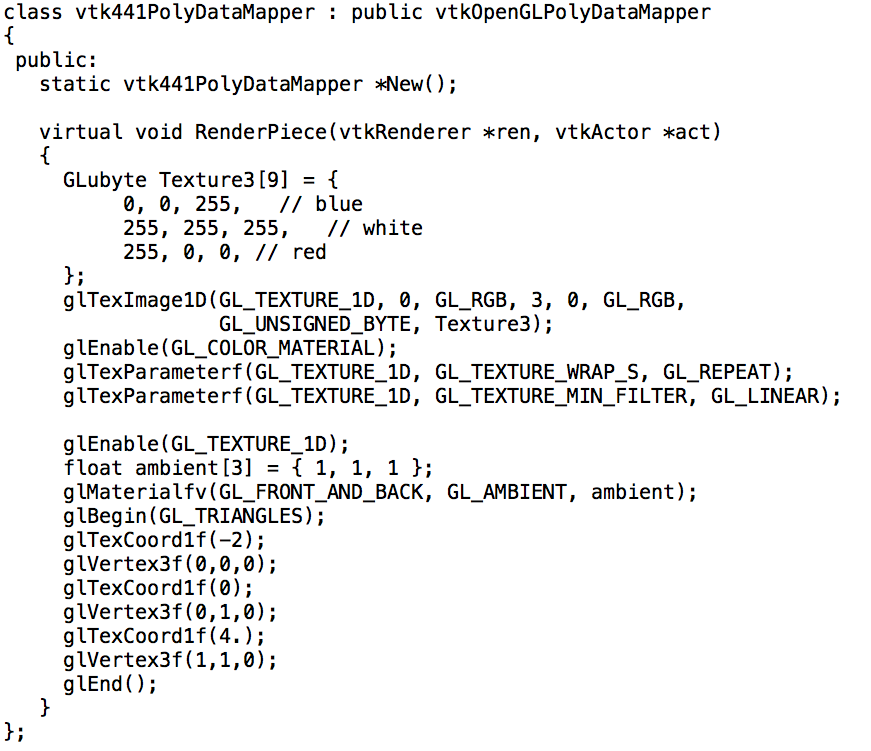 class vtk441PolyDataMapper : public vtkOpenGLPolyDataMapper
{
 public:
   static vtk441PolyDataMapper *New();

   virtual void RenderPiece(vtkRenderer *ren, vtkActor *act)
   {
     GLubyte Texture3[9] = {
          0, 0, 255,   // blue
          255, 255, 255,   // white
          255, 0, 0, // red
     };
     glTexImage1D(GL_TEXTURE_1D, 0, GL_RGB, 3, 0, GL_RGB,
                  GL_UNSIGNED_BYTE, Texture3);
     glEnable(GL_COLOR_MATERIAL);
     glTexParameterf(GL_TEXTURE_1D, GL_TEXTURE_WRAP_S, GL_REPEAT);
     glTexParameterf(GL_TEXTURE_1D, GL_TEXTURE_MIN_FILTER, GL_LINEAR);

     glEnable(GL_TEXTURE_1D);
     float ambient[3] = { 1, 1, 1 };
     glMaterialfv(GL_FRONT_AND_BACK, GL_AMBIENT, ambient);
     glBegin(GL_TRIANGLES);
     glTexCoord1f(-2);
     glVertex3f(0,0,0);
     glTexCoord1f(0);
     glVertex3f(0,1,0);
     glTexCoord1f(4.);
     glVertex3f(1,1,0);
     glEnd();
   }
};